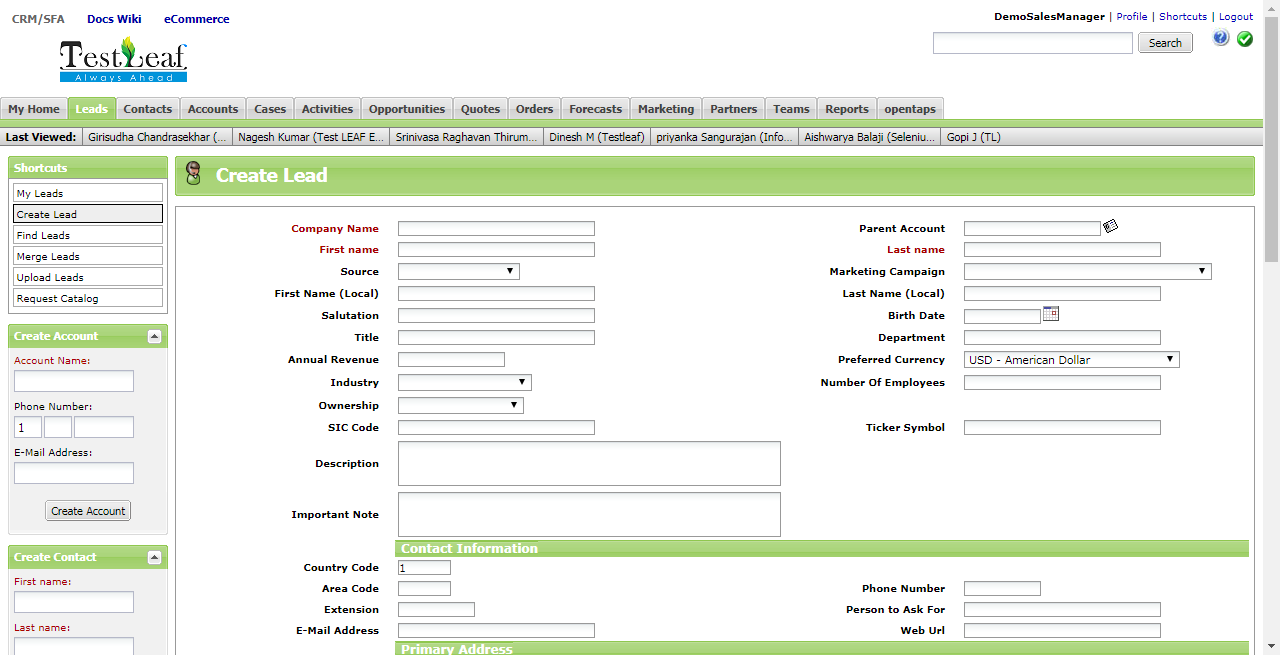 CRM/SFA Docs Wiki eCommerce
DemoSalesManager | Profile | Shortcuts | Logout
TestLeaf
Always Ahead
Search
?
My Home Leads Contacts Accounts Cases Activities Opportunities Quotes Orders Forecasts Marketing Partners Teams Reports opentaps
Last Viewed: Girisudha Chandrasekhar (... Nagesh Kumar (Test LEAF E... Srinivasa Raghavan Thirum... Dinesh M (Testleaf) priyanka Sangurajan (Info... Aishwarya Balaji (Seleniu... Gopi J (TL)
Shortcuts
My Leads
Create Lead
Find Leads
Merge Leads
Upload Leads
Request Catalog
Create Account
Account Name:
Phone Number:
1
E-Mail Address:
Create Account
Create Contact
First name:
Last name:
Create Lead
Company Name Parent Account
First name Last name
Source Marketing Campaign
First Name (Local) Last Name (Local)
Salutation Birth Date
Title Department
Annual Revenue Preferred Currency USD - American Dollar
Industry Number Of Employees
Ownership
SIC Code Ticker Symbol
Description
Important Note
Contact Information
Country Code 1
Area Code Phone Number
Extension Person to Ask For
E-Mail Address Web Url
Primary Address